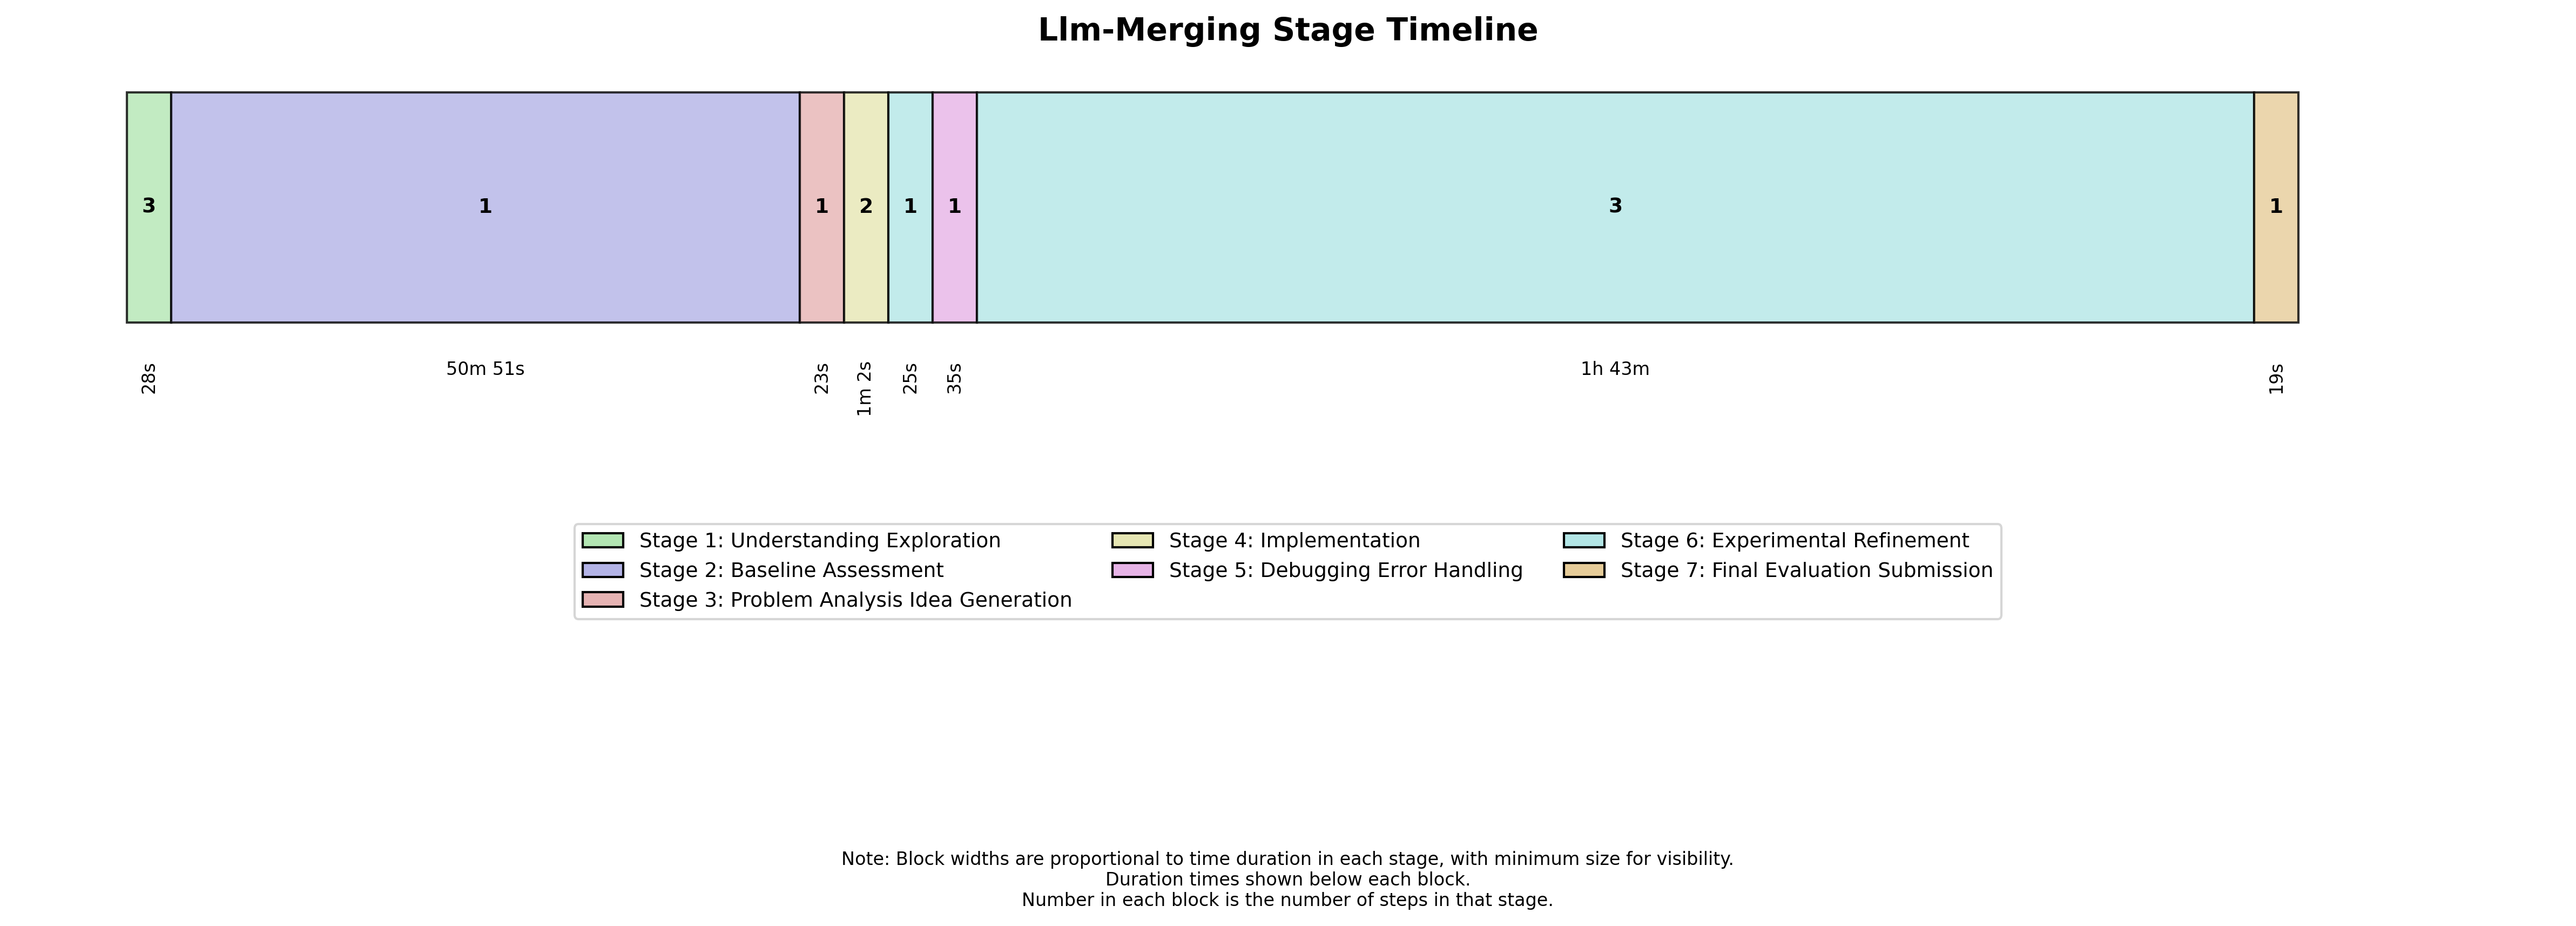 Llm-Merging Stage Timeline
3
1
1
2
1
1
3
1
28s
50m 51s
23s
1m 2s
25s
35s
1h 43m
19s
Stage 1: Understanding Exploration
Stage 2: Baseline Assessment
Stage 3: Problem Analysis Idea Generation
Stage 4: Implementation
Stage 5: Debugging Error Handling
Stage 6: Experimental Refinement
Stage 7: Final Evaluation Submission
Note: Block widths are proportional to time duration in each stage, with minimum size for visibility.
Duration times shown below each block.
Number in each block is the number of steps in that stage.